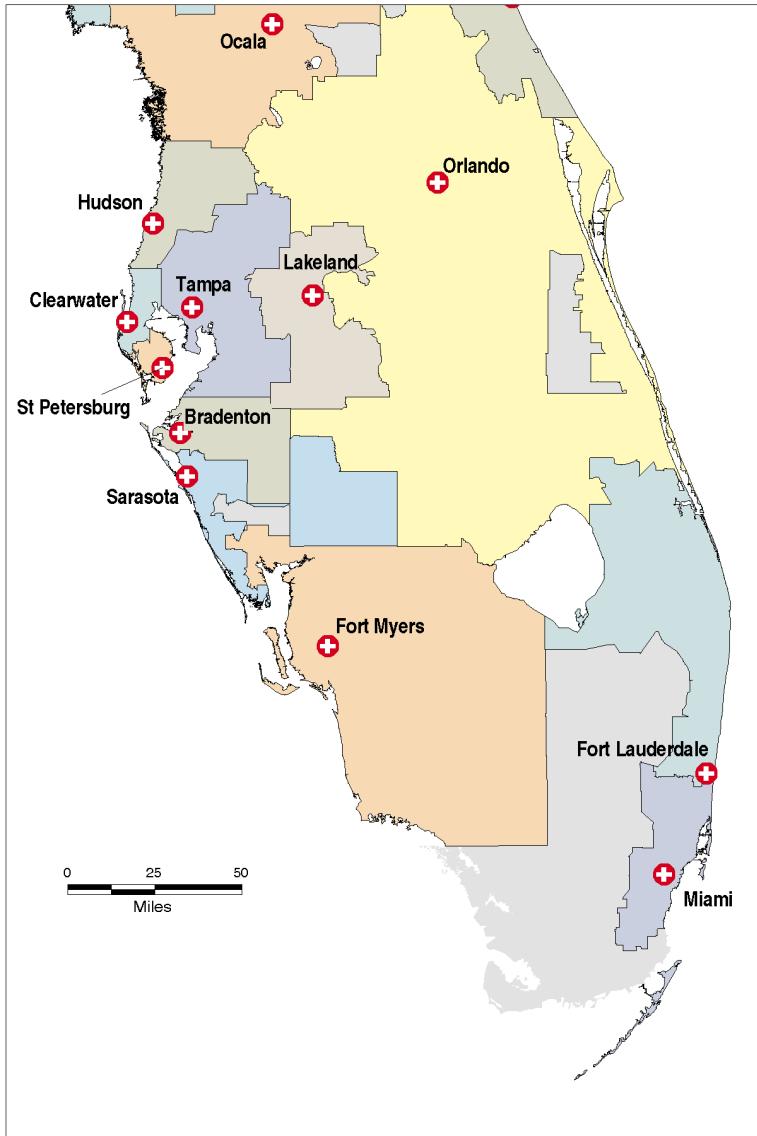 Ocala
Orlando
Hudson
Lakeland
Tampa
Clearwater
St Petersburg
Bradenton
Sarasota
Fort Myers
Fort Lauderdale
0 25 50
Miles
Miami